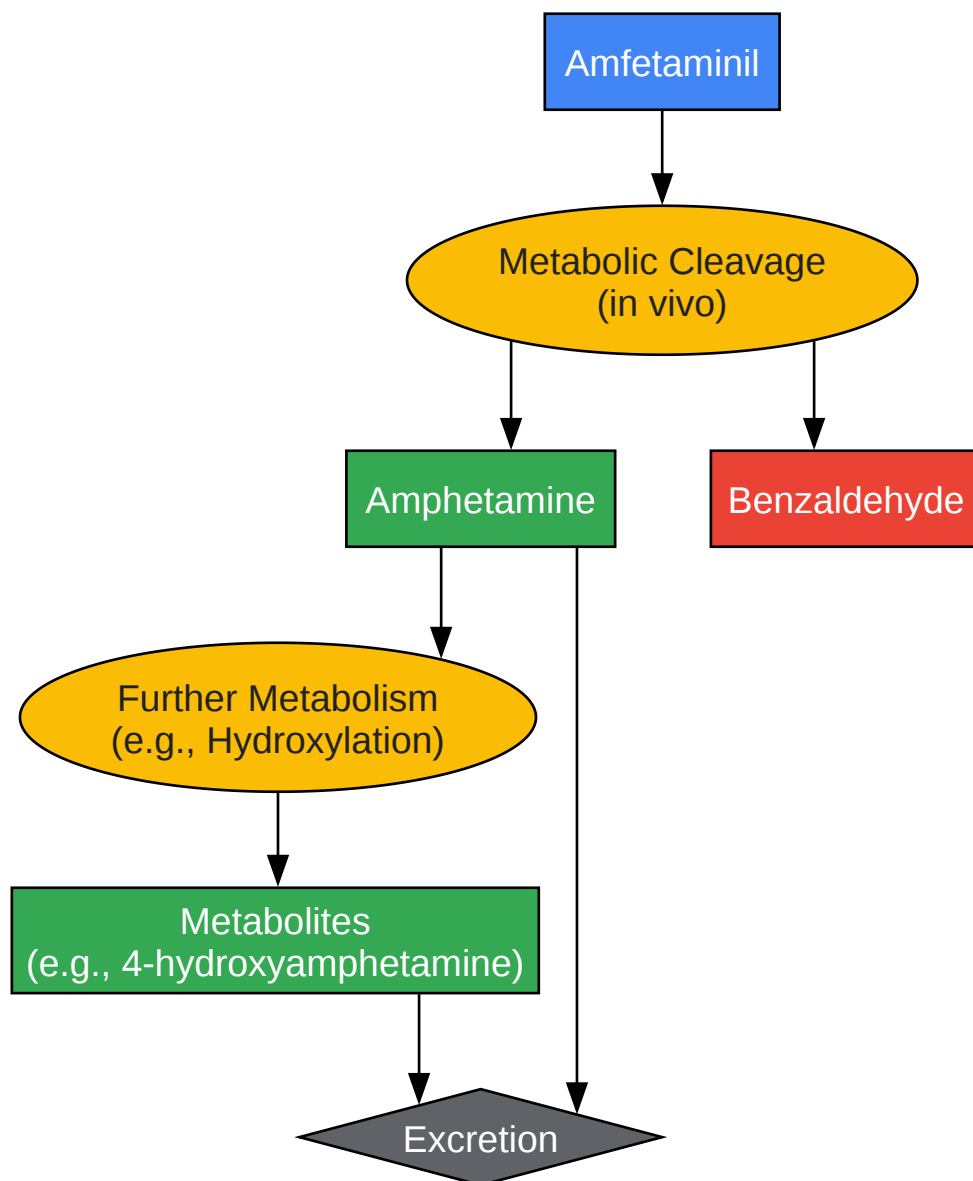 Amfetaminil
Metabolic Cleavage
(in vivo)
Amphetamine
Benzaldehyde
Further Metabolism
(e.g., Hydroxylation)
Metabolites
(e.g., 4-hydroxyamphetamine)
Excretion